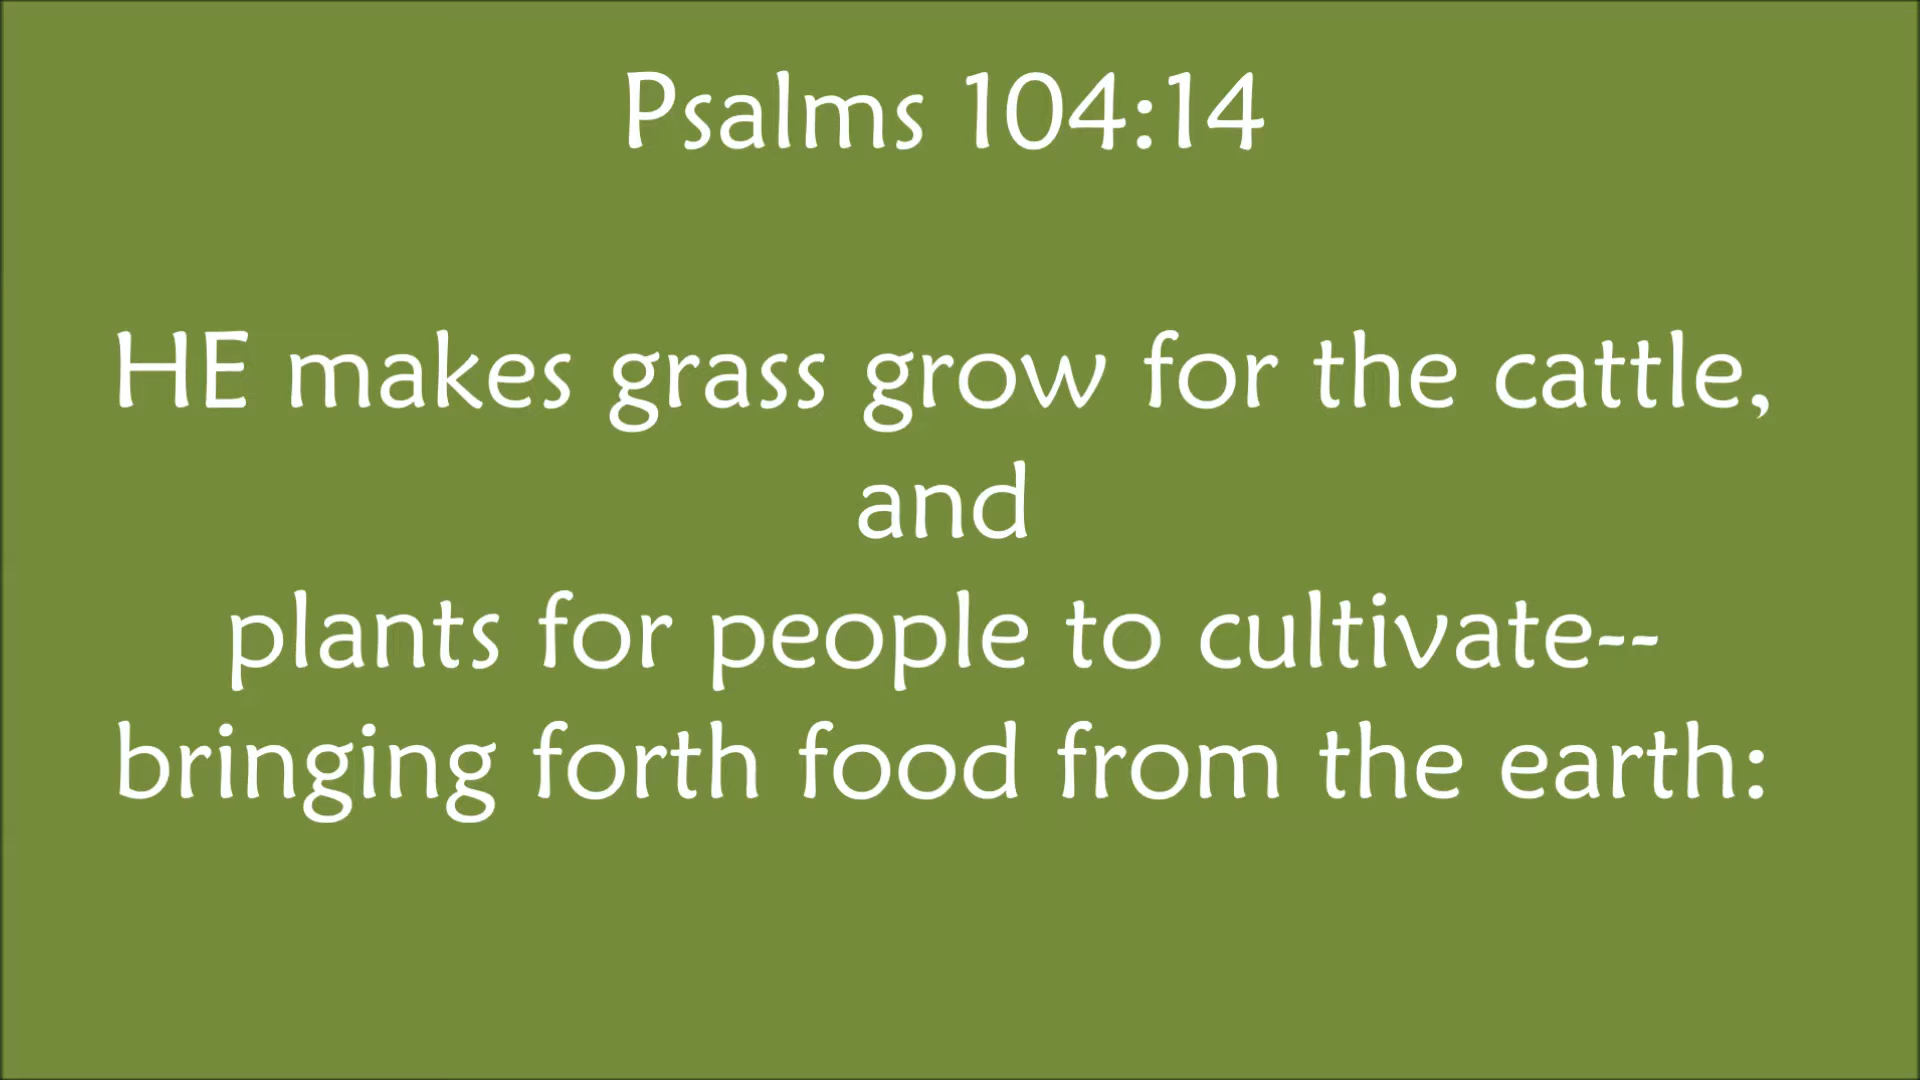 Psalms 104:14
HE makes grass grow for the cattle,
and
plants for people to cultivate--
bringing forth food from the earth: